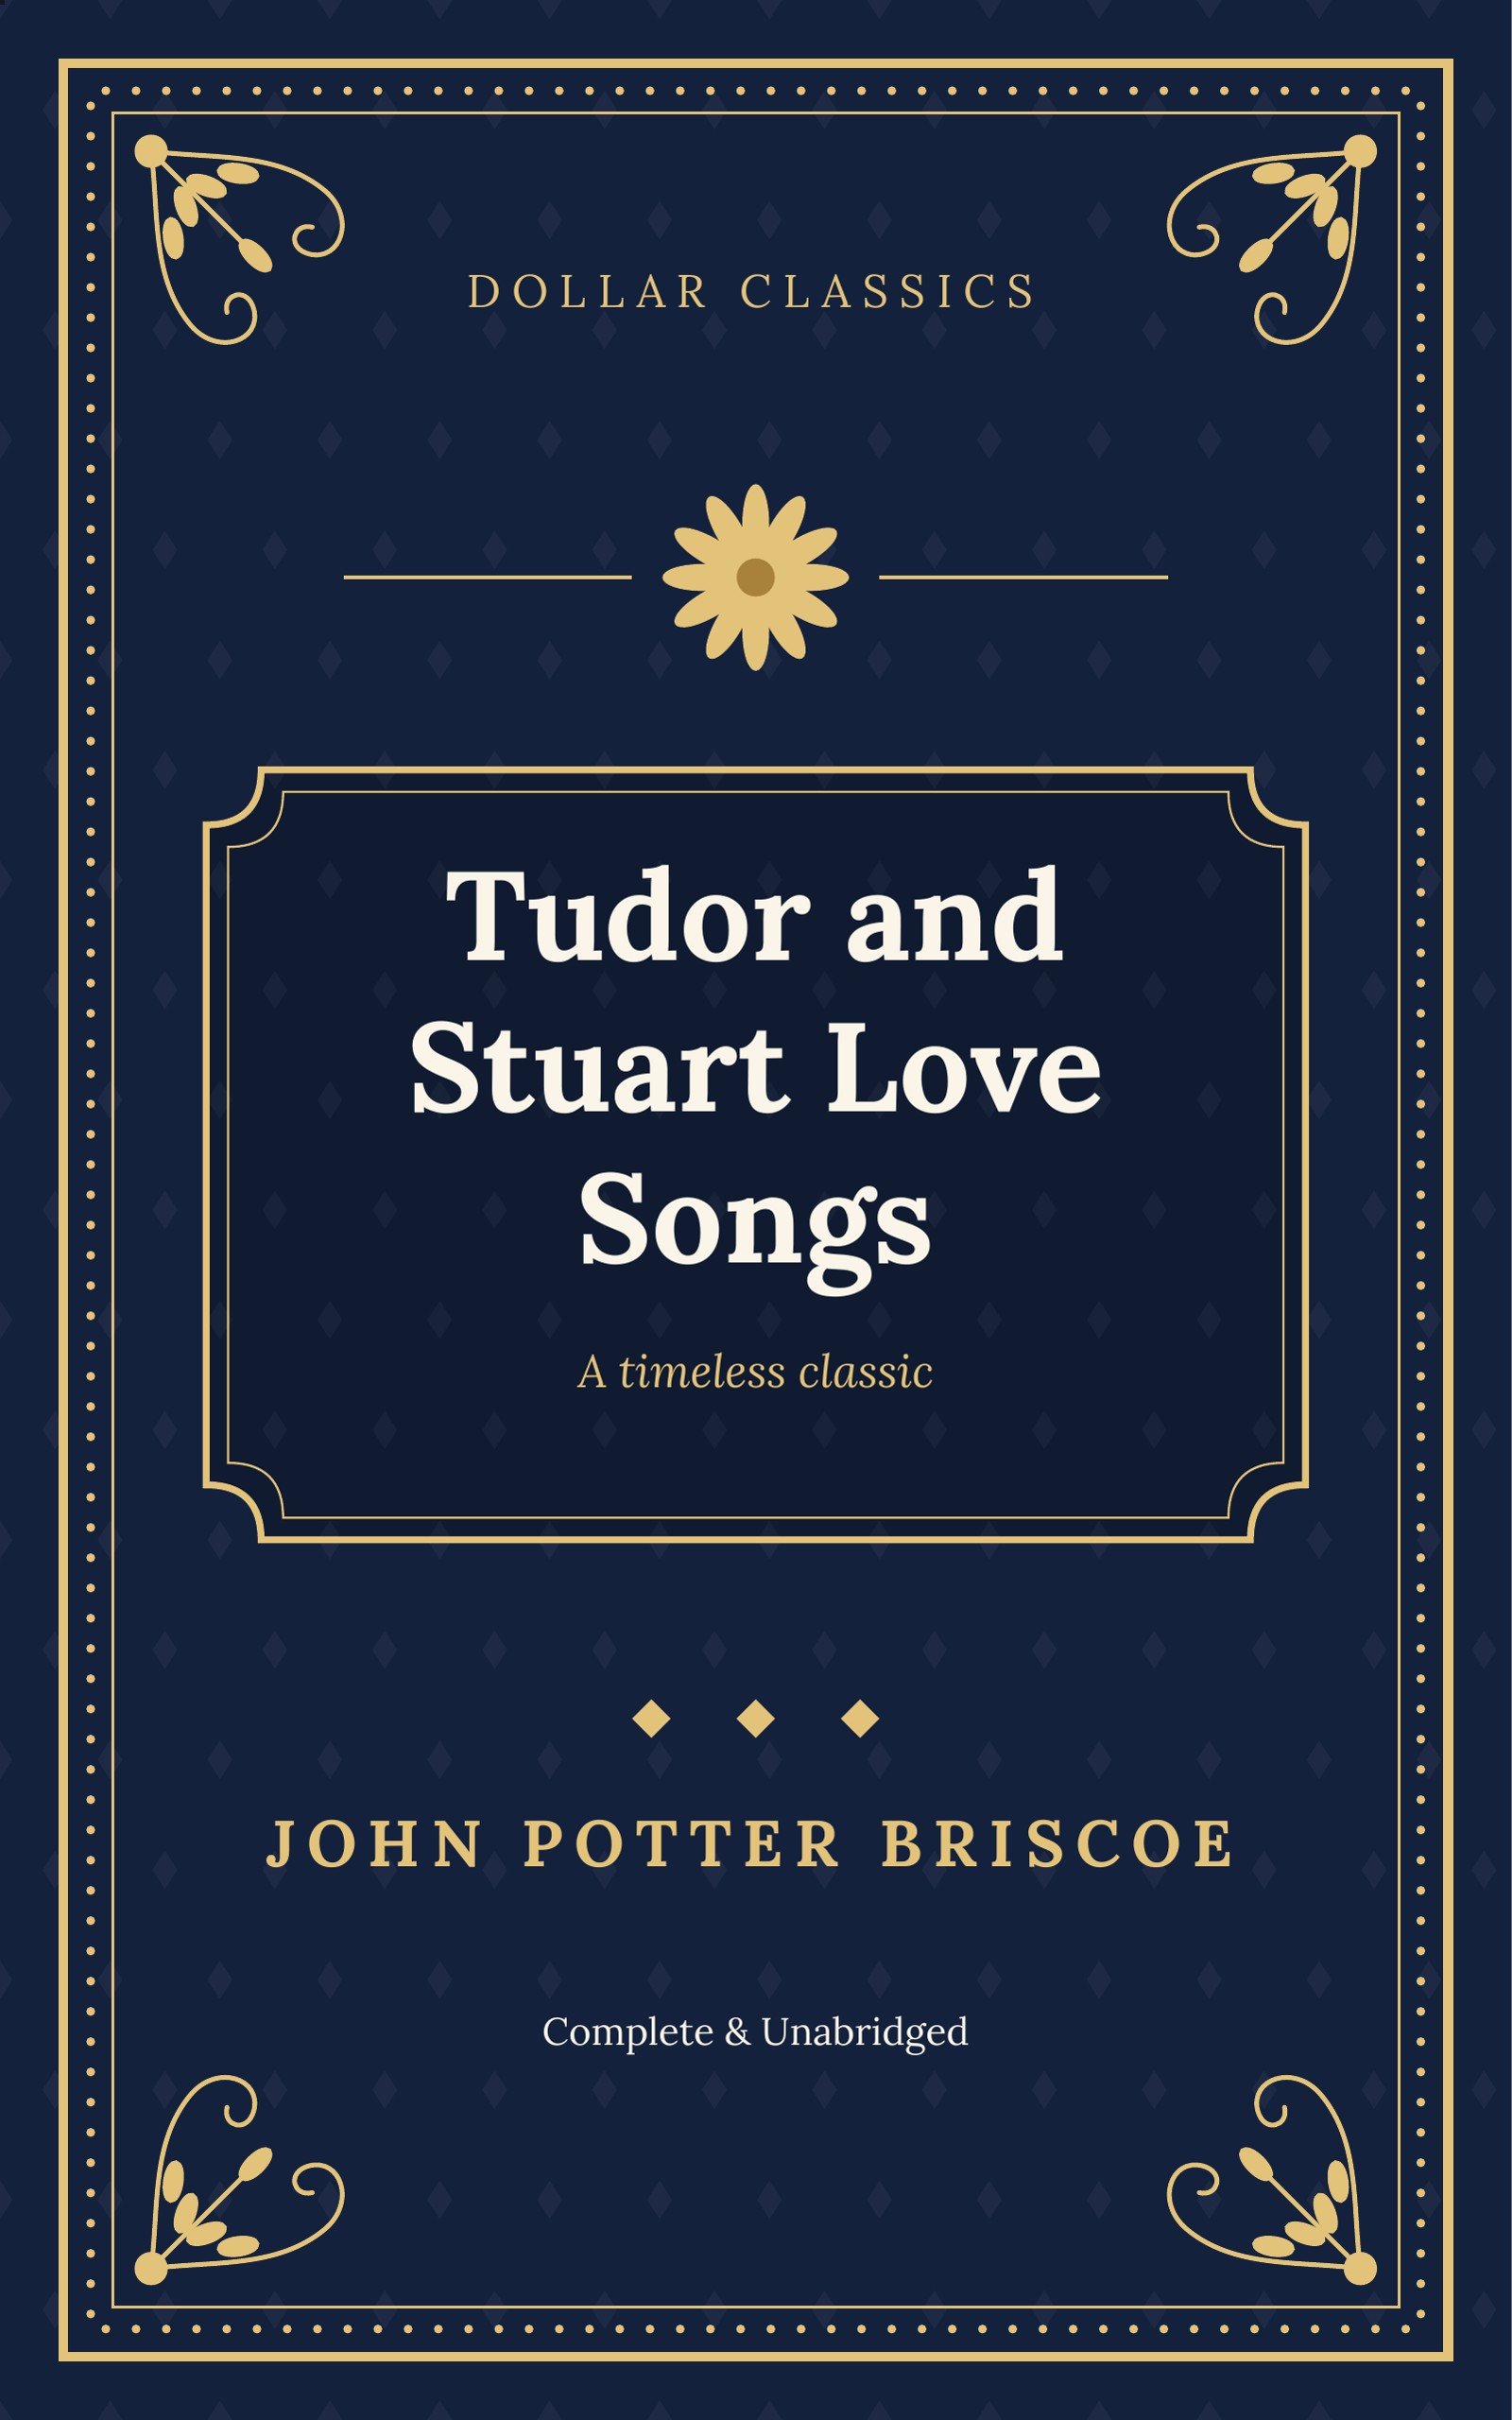 DOLLAR CLASSICS
Tudor and
Stuart Love
Songs
A timeless classic
JOHN POTTER BRISCOE
Complete & Unabridged